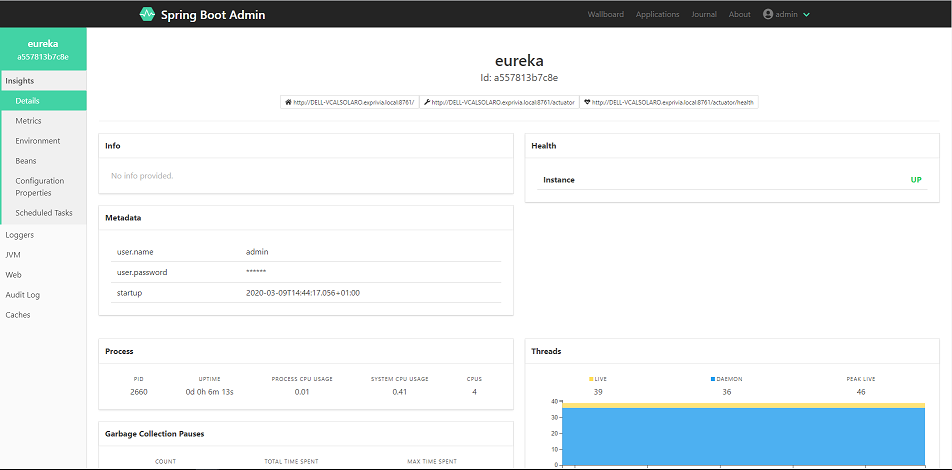 Spring Boot Admin
Wallboard Applications Journal About admin
eureka
a557813b7c8e
Insights
Details
Metrics
Environment
Beans
Configuration
Properties
Scheduled Tasks
Loggers
JVM
Web
Audit Log
Caches
eureka
Id: a557813b7c8e
http://DELL-VCALSOLARO.exprivia.local:8761/ http://DELL-VCALSOLARO.exprivia.local:8761/actuator http://DELL-VCALSOLARO.exprivia.local:8761/actuator/health
Info
No info provided.
Health
Instance UP
Metadata
user.name admin
user.password ******
startup 2020-03-09T14:44:17.056+01:00
Process
PID UPTIME PROCESS CPU USAGE SYSTEM CPU USAGE CPUS
2660 0d 0h 6m 13s 0.01 0.41 4
Threads
LIVE DAEMON PEAK LIVE
39 36 46
40
30
20
10
0
Garbage Collection Pauses
COUNT TOTAL TIME SPENT MAX TIME SPENT